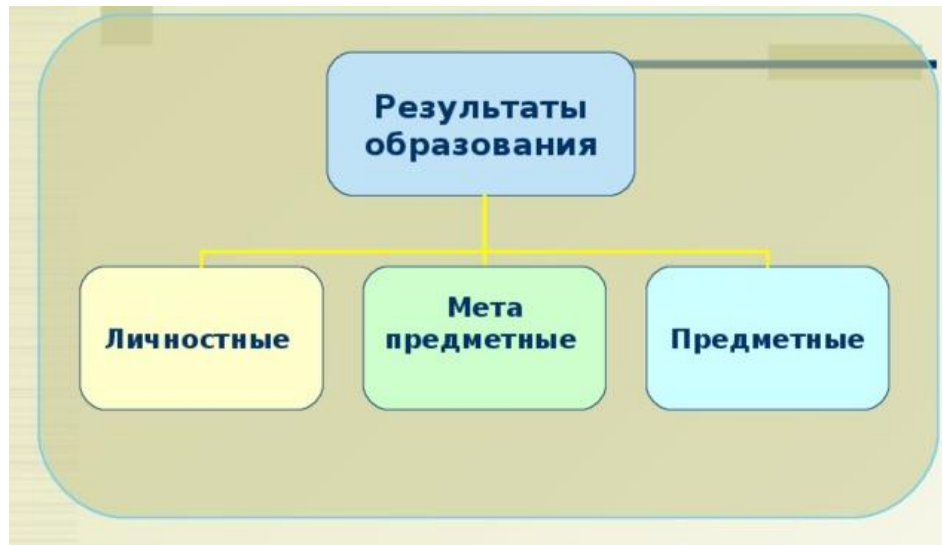 Результаты
образования
Личностные
Мета
предметные
Предметные